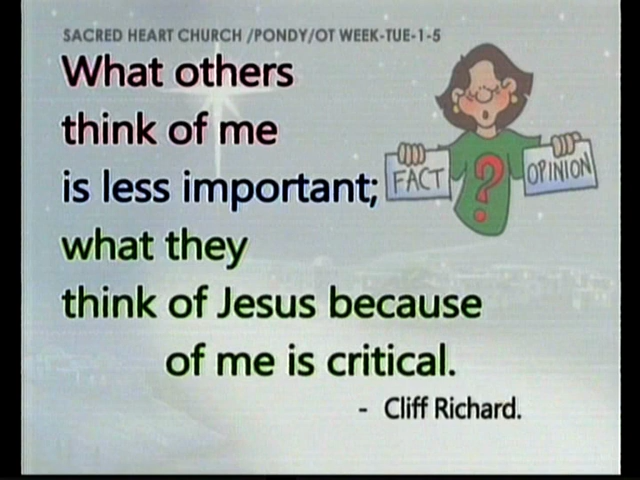 SACRED HEART CHURCH /PONDY/OT WEEK-TUE-1-5
What others
think of me
is less important;
FACT
?
OPINION
what they
think of Jesus because
of me is critical.
- Cliff Richard.